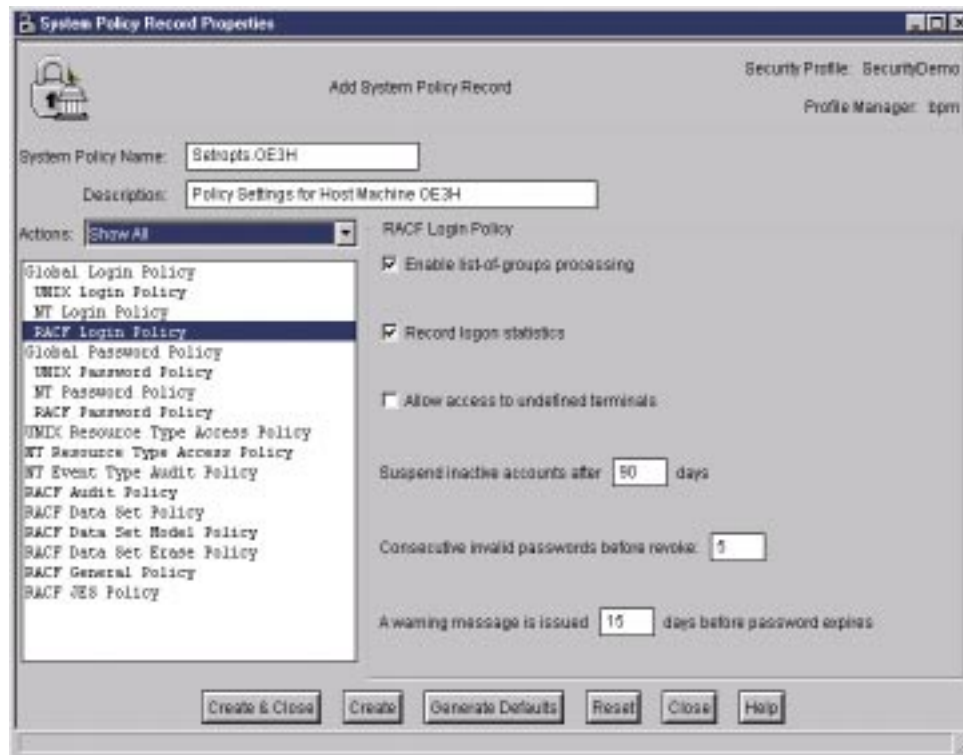 System Policy Record Properties
Add System Policy Record
Security Profile: SecurityDemo
Profile Manager: bpm
System Policy Name: Setropts.OE3H
Description: Policy Settings for Host Machine OE3H
Actions: Show All
Global Login Policy
UNIX Login Policy
NT Login Policy
RACF Login Policy
Global Password Policy
UNIX Password Policy
NT Password Policy
RACF Password Policy
UNIX Resource Type Access Policy
NT Resource Type Access Policy
NT Event Type Audit Policy
RACF Audit Policy
RACF Data Set Policy
RACF Data Set Model Policy
RACF Data Set Erase Policy
RACF General Policy
RACF JES Policy
RACF Login Policy
Enable list-of-groups processing
Record logon statistics
Allow access to undefined terminals
Suspend inactive accounts after 90 days
Consecutive invalid passwords before revoke: 5
A warning message is issued 15 days before password expires
Create & Close
Create
Generate Defaults
Reset
Close
Help